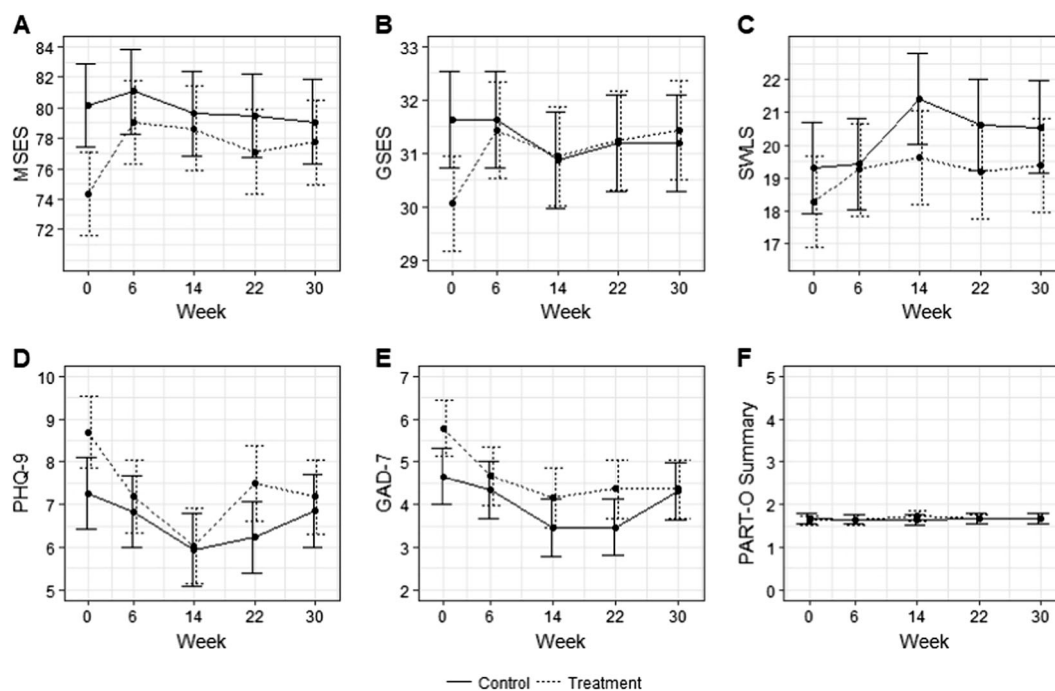 A
84
82
80
78
76
74
72
MSES
0 6 14 22 30
Week
B
33
32
31
30
29
GSES
0 6 14 22 30
Week
C
22
21
20
19
18
17
SWLS
0 6 14 22 30
Week
D
10
9
8
7
6
5
PHQ-9
0 6 14 22 30
Week
E
7
6
5
4
3
2
GAD-7
0 6 14 22 30
Week
F
5
4
3
2
1
0
PART-O Summary
0 6 14 22 30
Week
Control Treatment